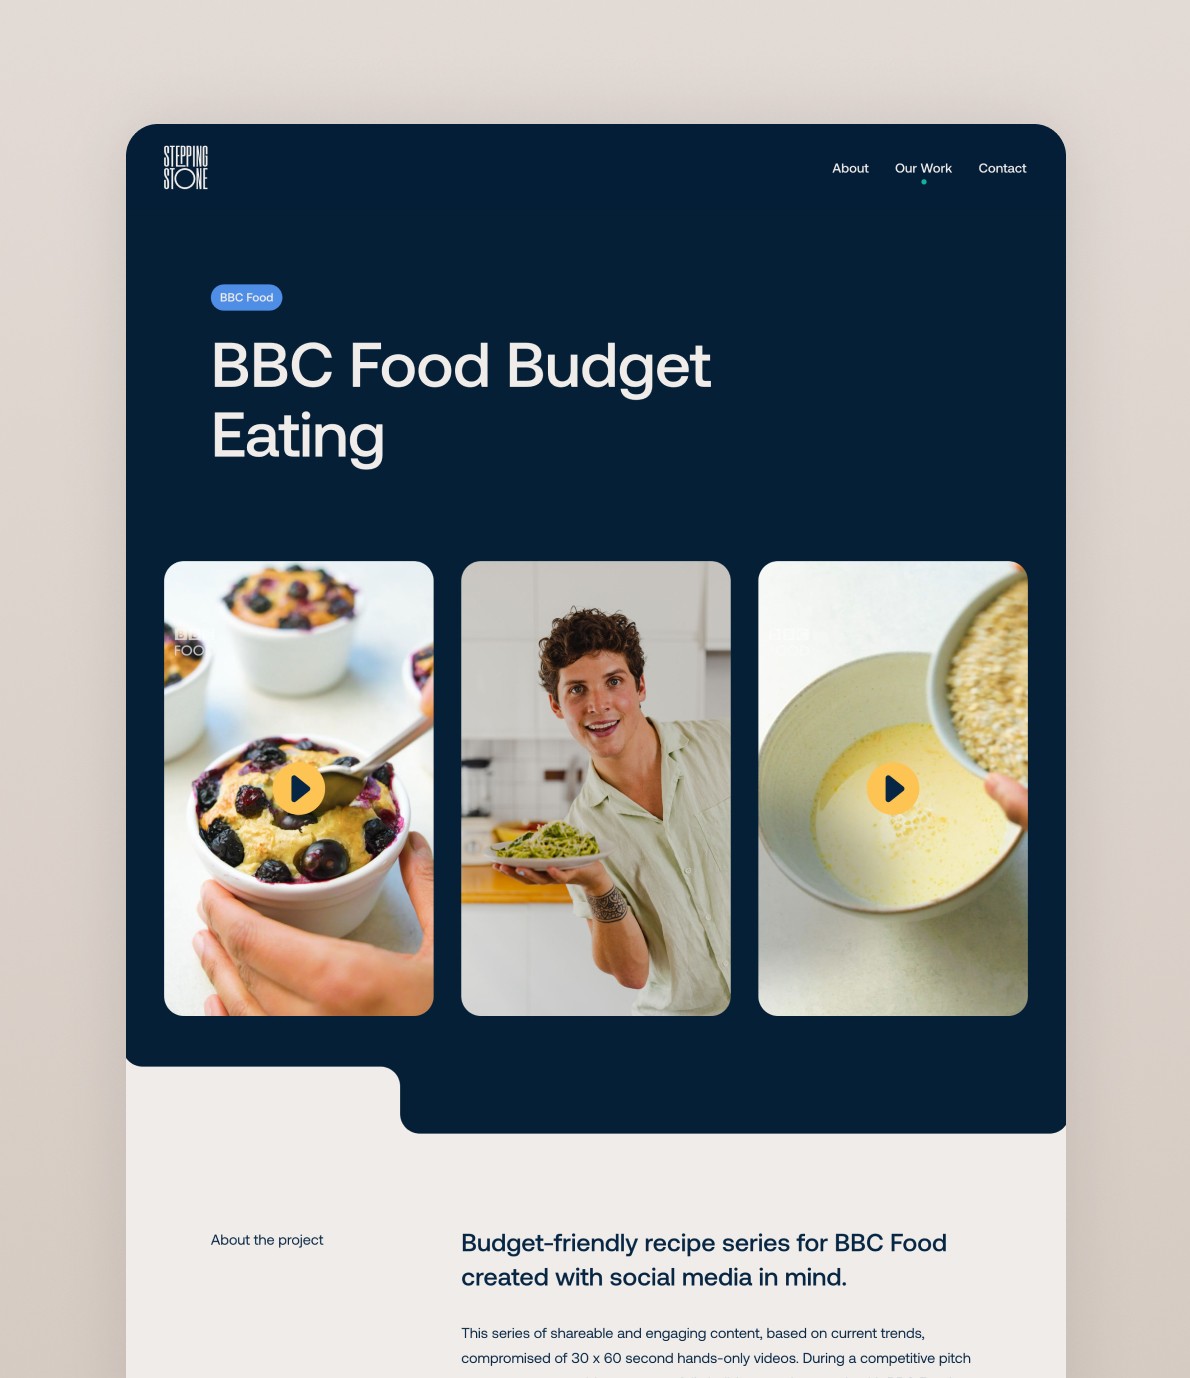 STEPPING
STONE
About
Our Work
Contact
BBC Food
BBC Food Budget
Eating
FOO
About the project
Budget-friendly recipe series for BBC Food
created with social media in mind.
This series of shareable and engaging content, based on current trends,
compromised of 30 x 60 second hands-only videos. During a competitive pitch